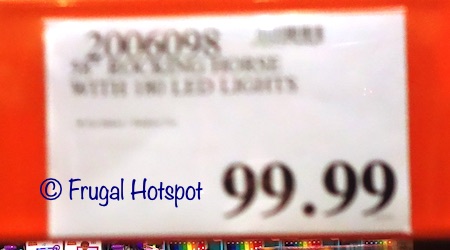 2006098
58" ROCKING HORSE
WITH 180 LED LIGHTS
© Frugal Hotspot
99.99